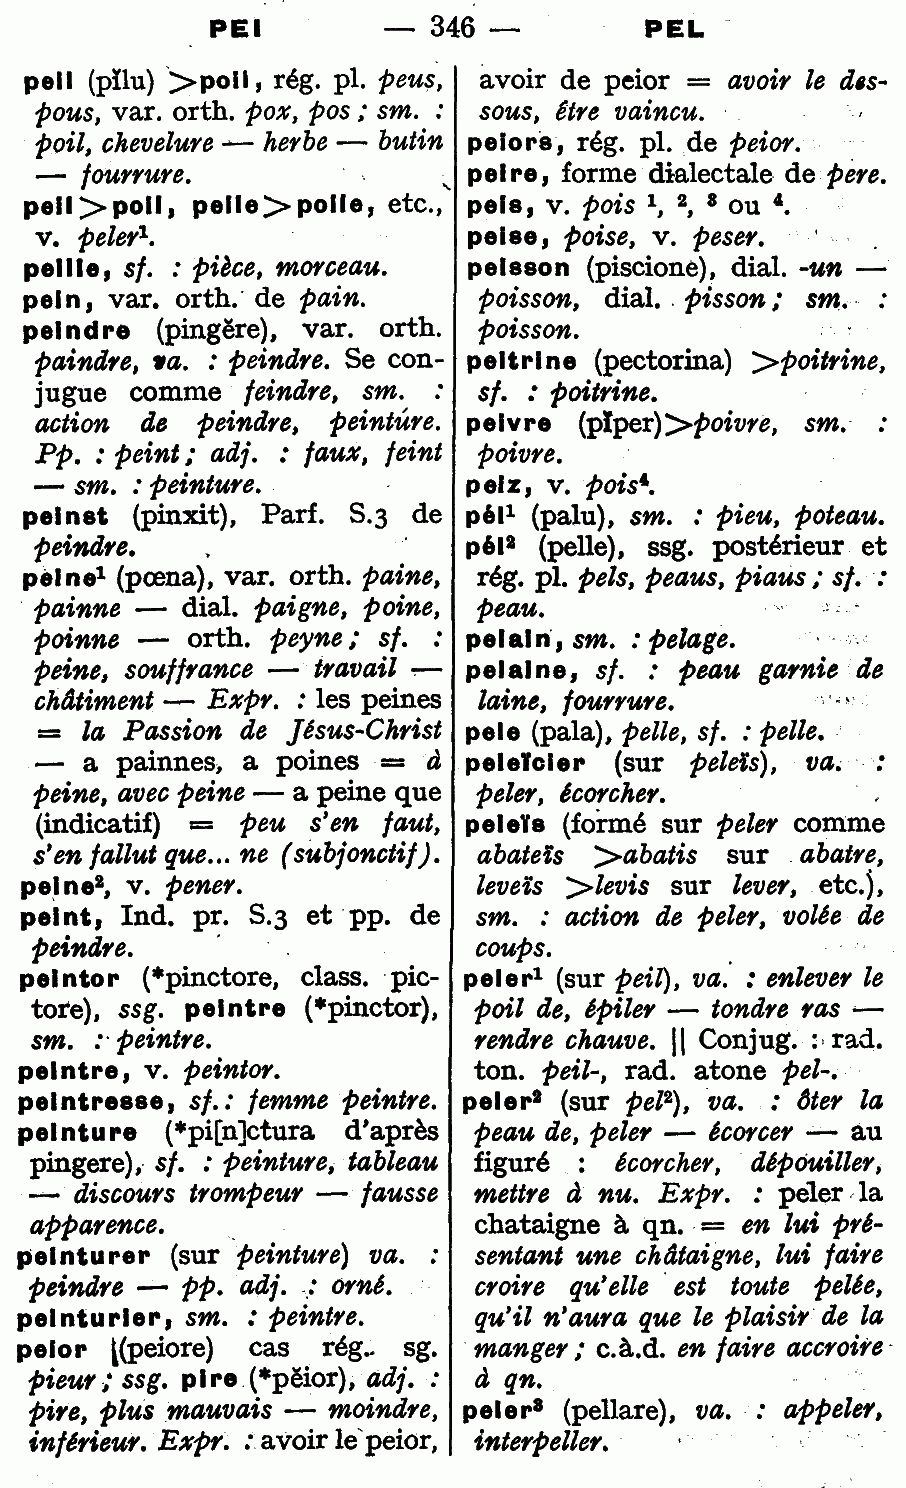 PEI — 346 — PEL
peil (pĭlu) >poil, rég. pl. peus,
pous, var. orth. pox, pos ; sm. :
poil, chevelure — herbe — butin
— fourrure.
peil>poil, peile>poile, etc.,
v. peler¹.
peille, sf. : pièce, morceau.
pein, var. orth. de pain.
peindre (pingĕre), var. orth.
paindre, va. : peindre. Se con-
jugue comme feindre, sm. :
action de peindre, peinture.
Pp. : peint ; adj. : faux, feint
— sm. : peinture.
peinst (pinxit), Parf. S.3 de
peindre.
peine¹ (pœna), var. orth. paine,
painne — dial. paigne, poine,
poinne — orth. peyne ; sf. :
peine, souffrance — travail —
châtiment — Expr. : les peines
= la Passion de Jésus-Christ
— a painnes, a poines = à
peine, avec peine — a peine que
(indicatif) = peu s'en faut,
s'en fallut que... ne (subjonctif).
peine², v. pener.
peint, Ind. pr. S.3 et pp. de
peindre.
peintor (*pinctore, class. pic-
tore), ssg. peintre (*pinctor),
sm. : peintre.
peintre, v. peintor.
peintresse, sf. : femme peintre.
peinture (*pi[n]ctura d'après
pingere), sf. : peinture, tableau
— discours trompeur — fausse
apparence.
peinturer (sur peinture) va. :
peindre — pp. adj. : orné.
peinturier, sm. : peintre.
peior (peiore) cas rég. sg.
pieur ; ssg. pire (*pĕior), adj. :
pire, plus mauvais — moindre,
inférieur. Expr. : avoir le peior,
avoir de peior = avoir le des-
sous, être vaincu.
peiors, rég. pl. de peior.
peire, forme dialectale de pere.
peis, v. pois ¹, ², ³ ou ⁴.
peise, poise, v. peser.
peisson (piscione), dial. -un —
poisson, dial. pisson ; sm. :
poisson.
peitrine (pectorina) >poitrine,
sf. : poitrine.
peivre (pĭper)>poivre, sm. :
poivre.
peiz, v. pois⁴.
pél¹ (palu), sm. : pieu, poteau.
pél² (pelle), ssg. postérieur et
rég. pl. pels, peaus, piaus ; sf. :
peau.
pelain, sm. : pelage.
pelaine, sf. : peau garnie de
laine, fourrure.
pele (pala), pelle, sf. : pelle.
peleïcier (sur peleïs), va. :
peler, écorcher.
peleïs (formé sur peler comme
abateïs >abatis sur abatre,
leveïs >levis sur lever, etc.),
sm. : action de peler, volée de
coups.
peler¹ (sur peil), va. : enlever le
poil de, épiler — tondre ras —
rendre chauve. || Conjug. : rad.
ton. peil-, rad. atone pel-.
peler² (sur pel²), va. : ôter la
peau de, peler — écorcer — au
figuré : écorcher, dépouiller,
mettre à nu. Expr. : peler la
chataigne à qn. = en lui pré-
sentant une châtaigne, lui faire
croire qu'elle est toute pelée,
qu'il n'aura que le plaisir de la
manger ; c.à.d. en faire accroire
à qn.
peler³ (pellare), va. : appeler,
interpeller.